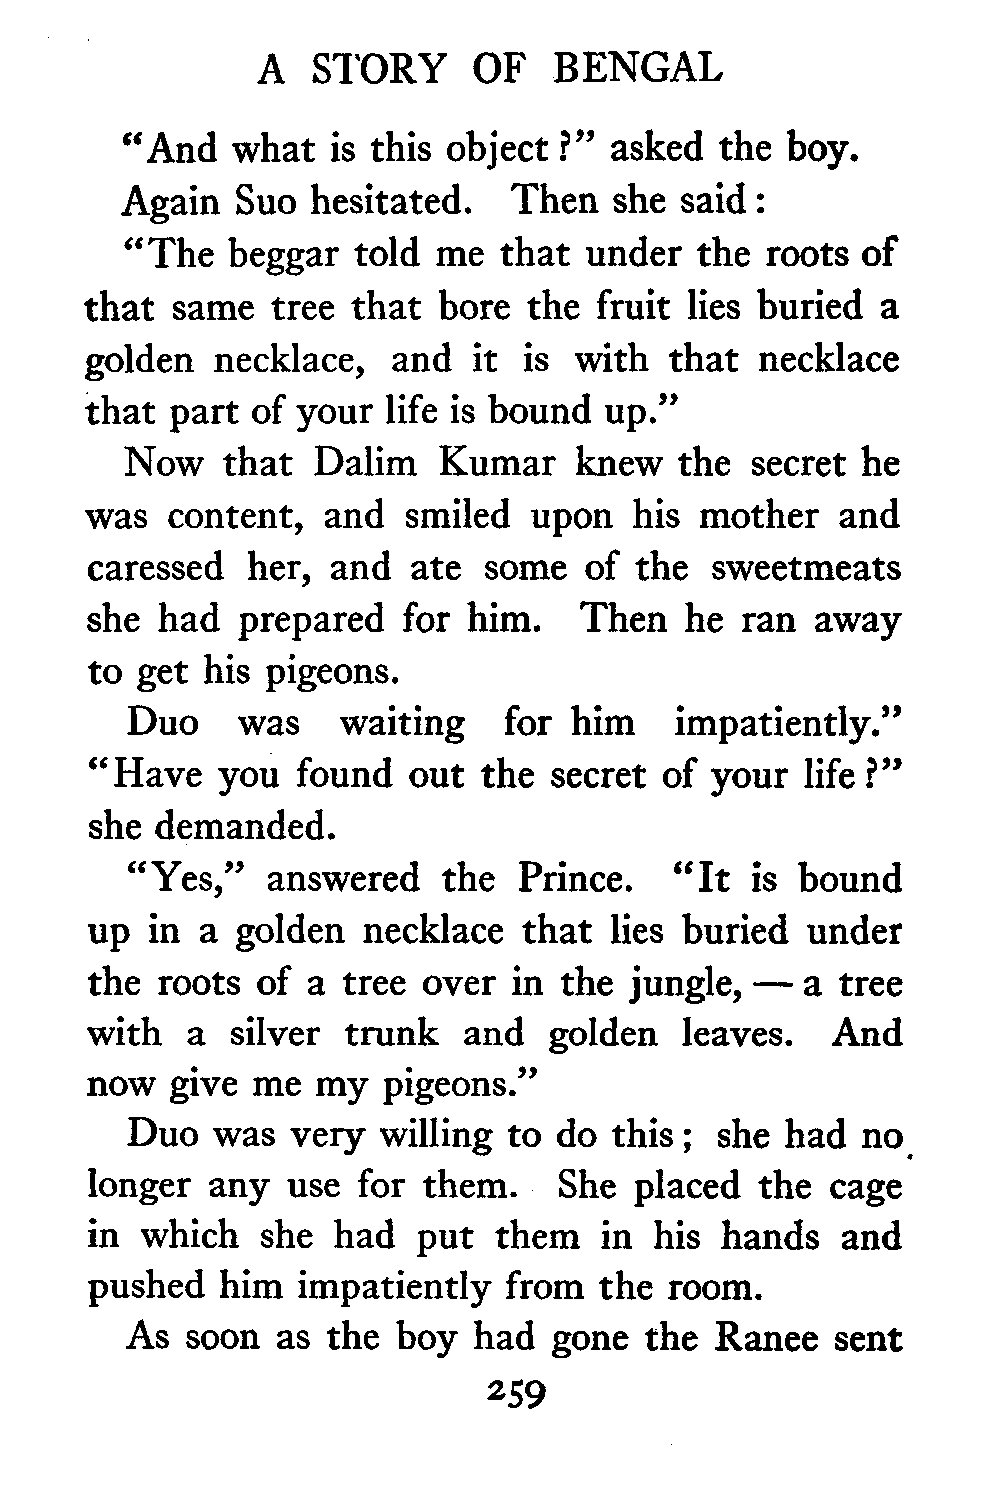 A STORY OF BENGAL
“And what is this object?” asked the boy.
Again Suo hesitated. Then she said:
“The beggar told me that under the roots of
that same tree that bore the fruit lies buried a
golden necklace, and it is with that necklace
that part of your life is bound up.”
Now that Dalim Kumar knew the secret he
was content, and smiled upon his mother and
caressed her, and ate some of the sweetmeats
she had prepared for him. Then he ran away
to get his pigeons.
Duo was waiting for him impatiently.”
“Have you found out the secret of your life?”
she demanded.
“Yes,” answered the Prince. “It is bound
up in a golden necklace that lies buried under
the roots of a tree over in the jungle, — a tree
with a silver trunk and golden leaves. And
now give me my pigeons.”
Duo was very willing to do this; she had no
longer any use for them. She placed the cage
in which she had put them in his hands and
pushed him impatiently from the room.
As soon as the boy had gone the Ranee sent
259